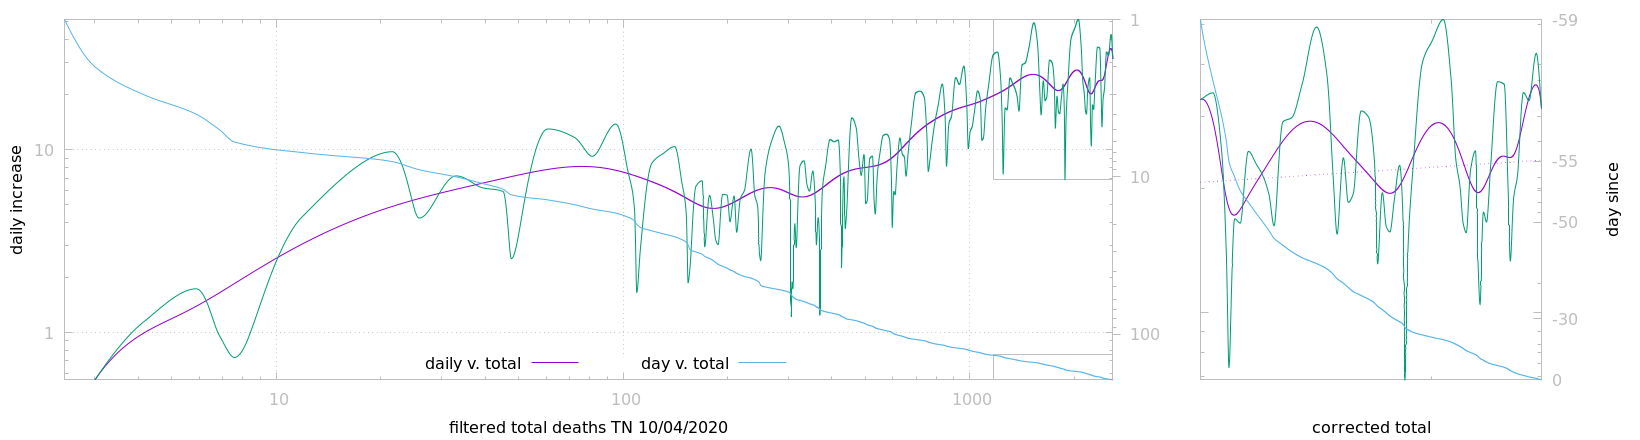 daily increase
10
1
daily v. total
day v. total
10
100
1000
filtered total deaths TN 10/04/2020
1
10
100
-59
-55
-50
-30
0
day since
corrected total